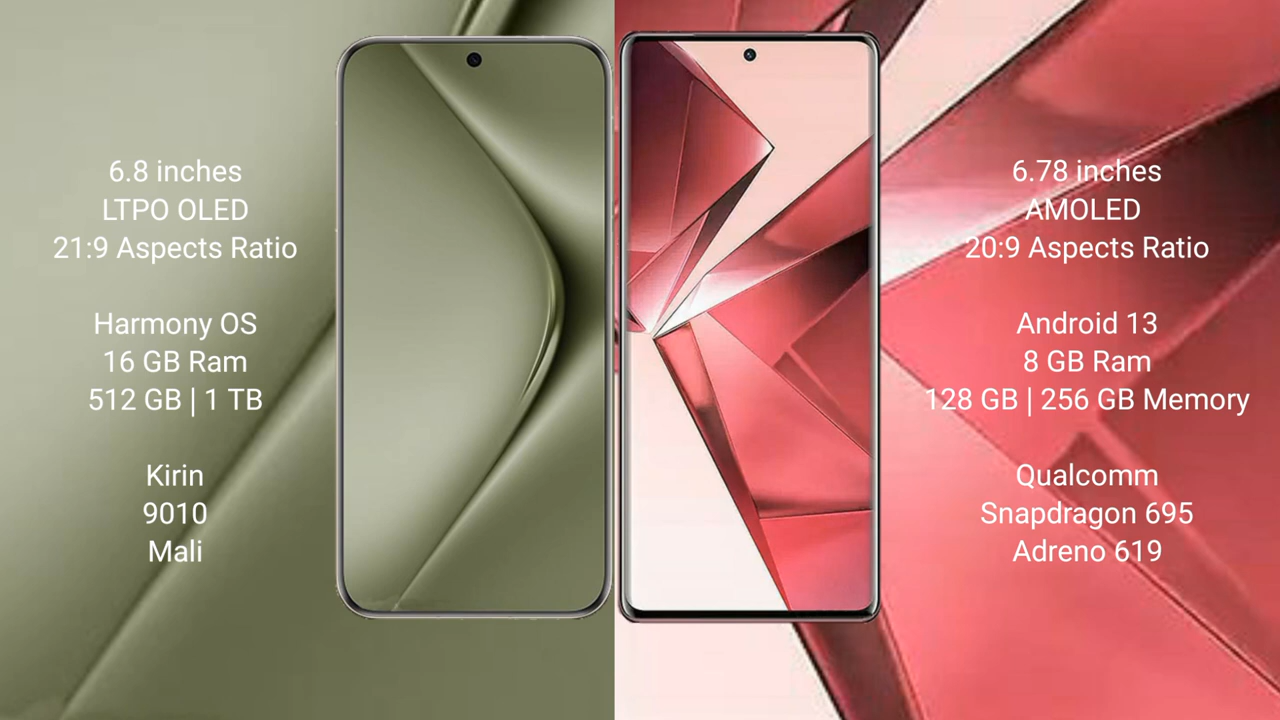 6.8 inches
LTPO OLED
21:9 Aspects Ratio
Harmony OS
16 GB Ram
512 GB | 1 TB
Kirin
9010
Mali
6.78 inches
AMOLED
20:9 Aspects Ratio
Android 13
8 GB Ram
128 GB | 256 GB Memory
Qualcomm
Snapdragon 695
Adreno 619